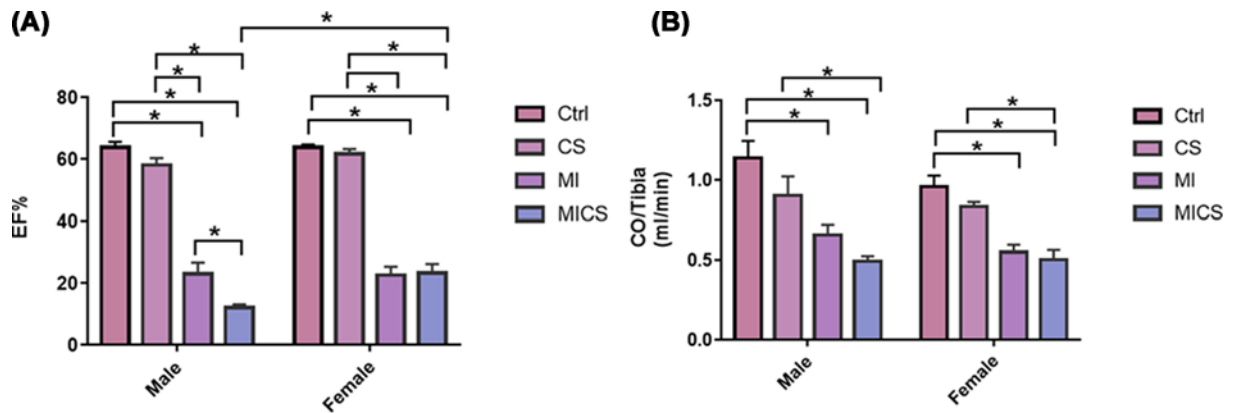 (A)
*
* *
* *
* *
* *
*
80
60
40
20
0
EF%
Male
Female
Ctrl
CS
MI
MICS
(B)
* *
* *
* *
1.5
1.0
0.5
0.0
CO/Tibia
(ml/min)
Male
Female
Ctrl
CS
MI
MICS